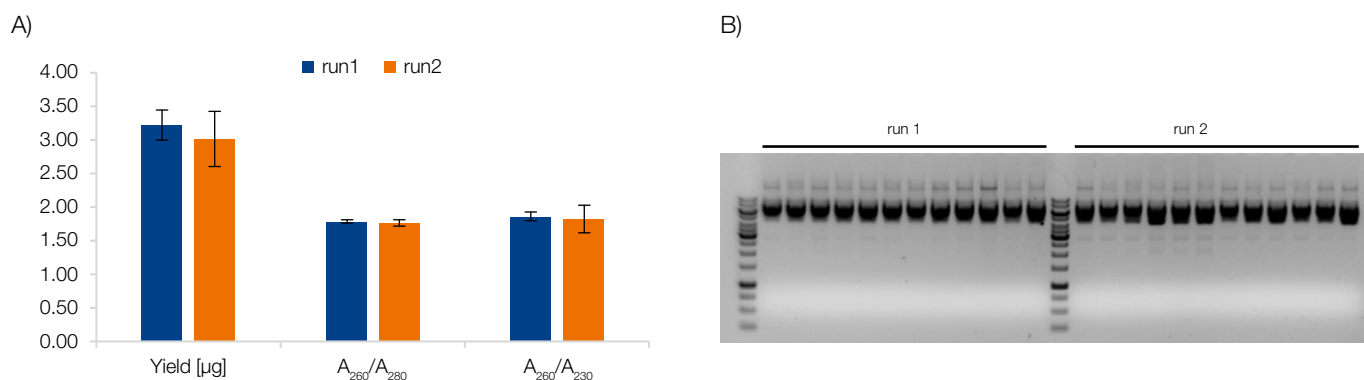 A)
run1 run2
4.00
3.50
3.00
2.50
2.00
1.50
1.00
0.50
0.00
Yield [µg] A₂₆₀/A₂₈₀ A₂₆₀/A₂₃₀
B)
run 1 run 2